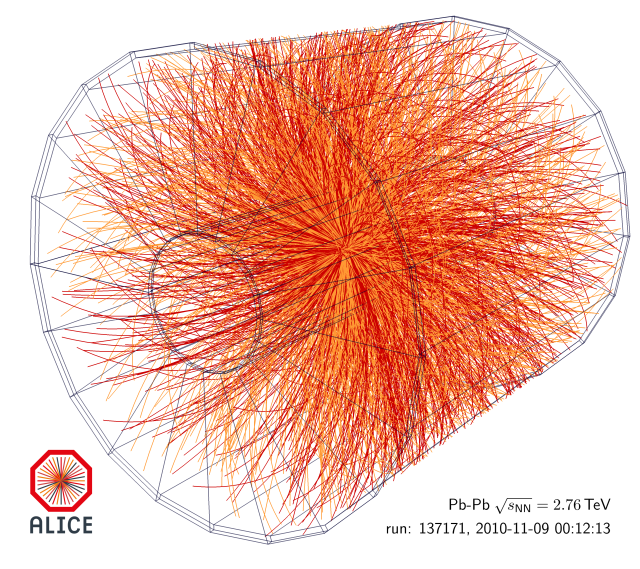 ALICE
Pb-Pb √sNN = 2.76 TeV
run: 137171, 2010-11-09 00:12:13